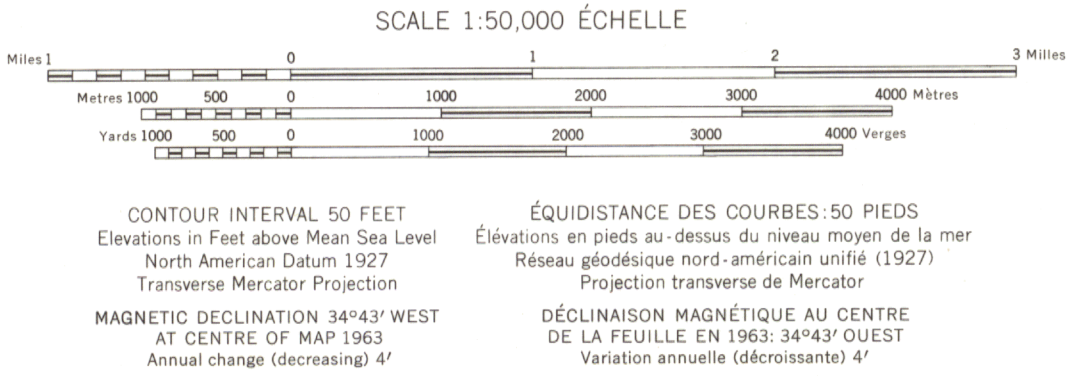 SCALE 1:50,000 ÉCHELLE
Miles 1 0 1 2 3 Milles
Metres 1000 500 0 1000 2000 3000 4000 Mètres
Yards 1000 500 0 1000 2000 3000 4000 Verges
CONTOUR INTERVAL 50 FEET
Elevations in Feet above Mean Sea Level
North American Datum 1927
Transverse Mercator Projection
MAGNETIC DECLINATION 34°43′ WEST
AT CENTRE OF MAP 1963
Annual change (decreasing) 4′
ÉQUIDISTANCE DES COURBES: 50 PIEDS
Élévations en pieds au-dessus du niveau moyen de la mer
Réseau géodésique nord-américain unifié (1927)
Projection transverse de Mercator
DÉCLINAISON MAGNÉTIQUE AU CENTRE
DE LA FEUILLE EN 1963: 34°43′ OUEST
Variation annuelle (décroissante) 4′